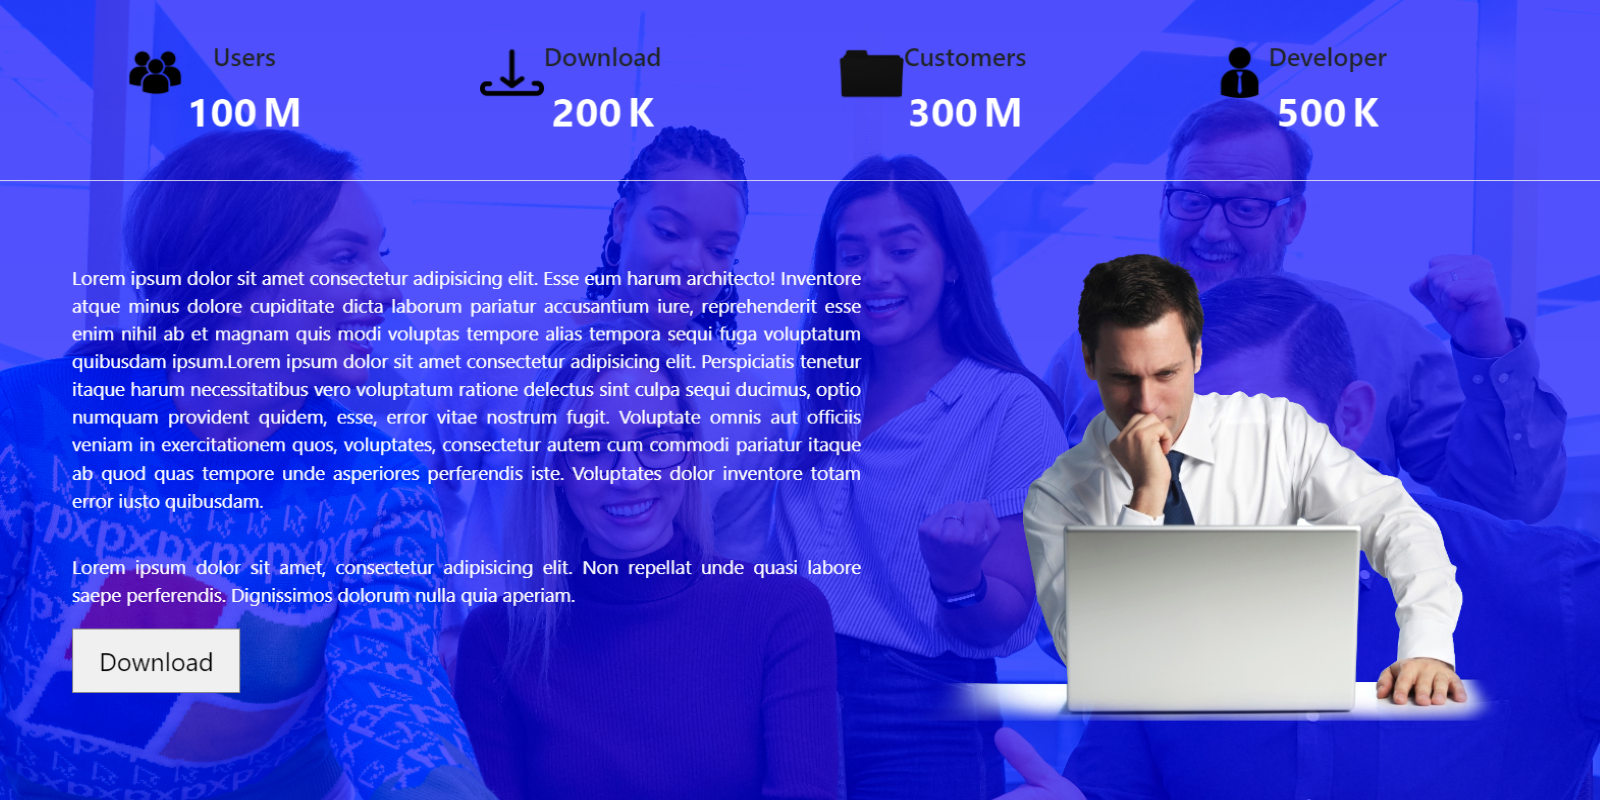 Users
100 M
Download
200 K
Customers
300 M
Developer
500 K
Lorem ipsum dolor sit amet consectetur adipisicing elit. Esse eum harum architecto! Inventore
atque minus dolore cupiditate dicta laborum pariatur accusantium iure, reprehenderit esse
enim nihil ab et magnam quis modi voluptas tempore alias tempora sequi fuga voluptatum
quibusdam ipsum.Lorem ipsum dolor sit amet consectetur adipisicing elit. Perspiciatis tenetur
itaque harum necessitatibus vero voluptatum ratione delectus sint culpa sequi ducimus, optio
numquam provident quidem, esse, error vitae nostrum fugit. Voluptate omnis aut officiis
veniam in exercitationem quos, voluptates, consectetur autem cum commodi pariatur itaque
ab quod quas tempore unde asperiores perferendis iste. Voluptates dolor inventore totam
error iusto quibusdam.
Lorem ipsum dolor sit amet, consectetur adipisicing elit. Non repellat unde quasi labore
saepe perferendis. Dignissimos dolorum nulla quia aperiam.
Download